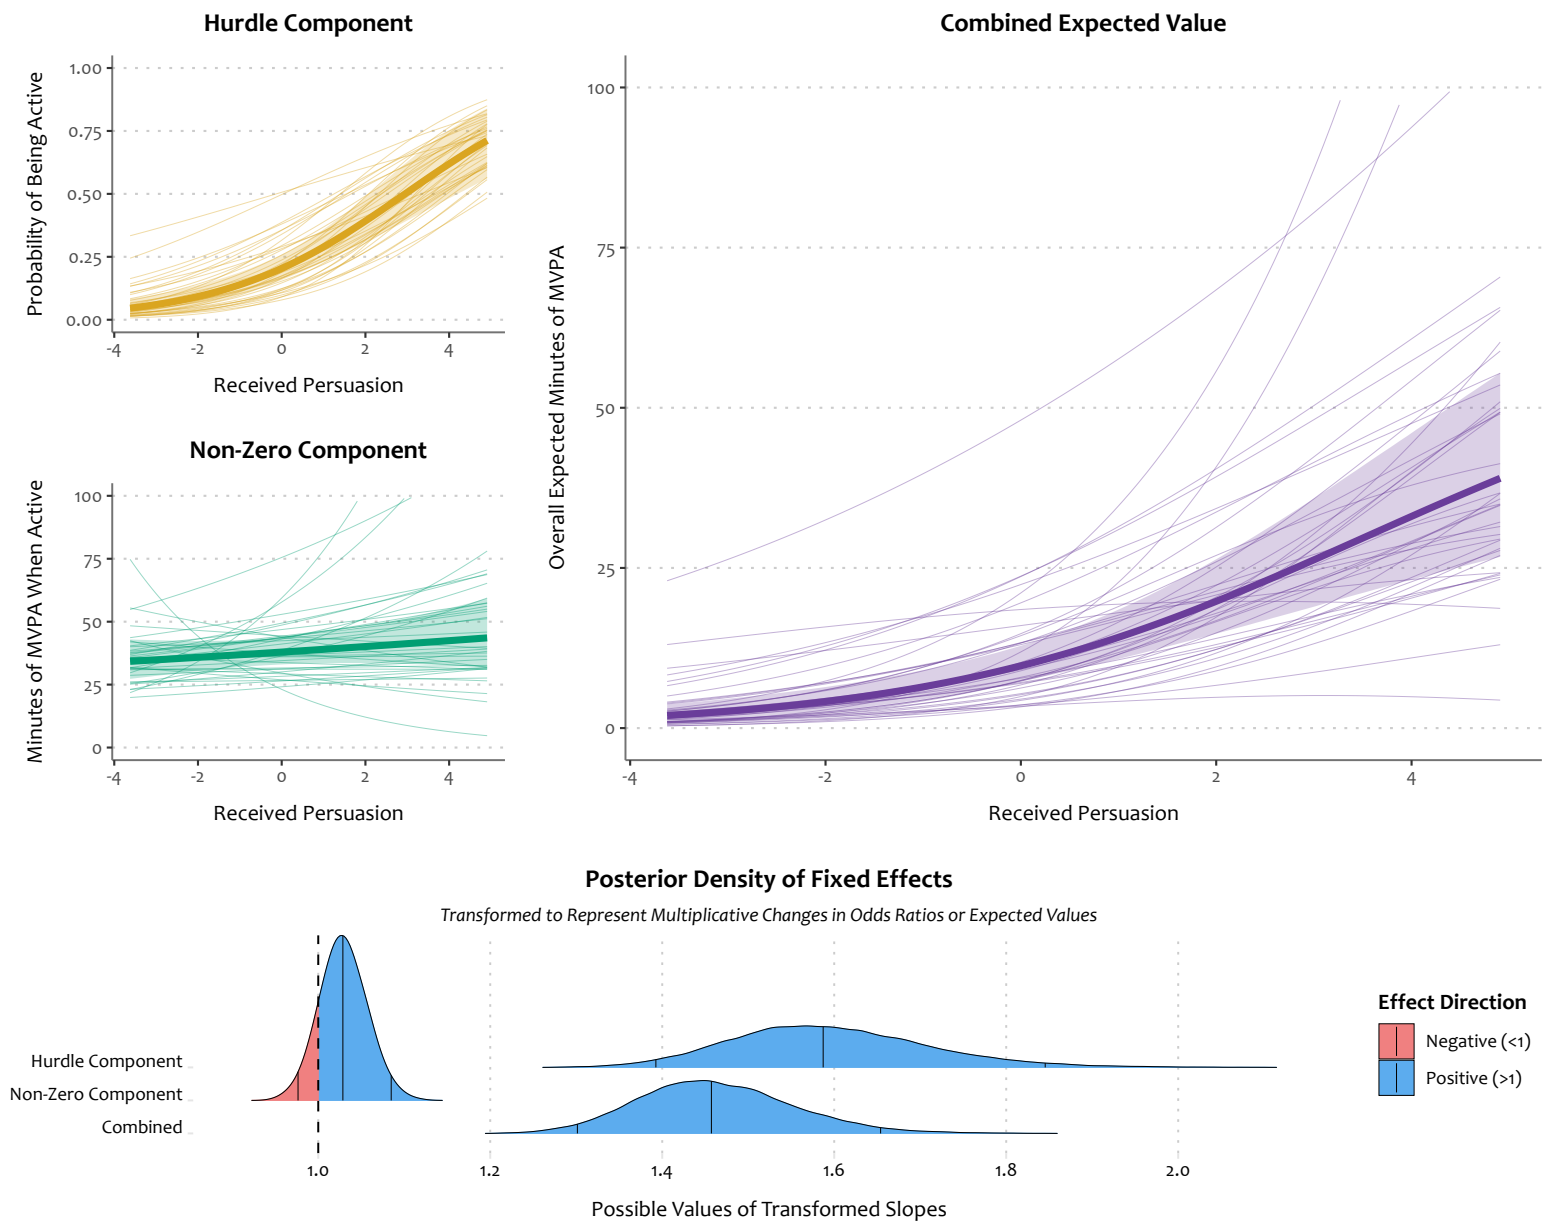 Hurdle Component
Probability of Being Active
1.00
0.75
0.50
0.25
0.00
-4 -2 0 2 4
Received Persuasion
Non-Zero Component
Minutes of MVPA When Active
100
75
50
25
0
-4 -2 0 2 4
Received Persuasion
Combined Expected Value
Overall Expected Minutes of MVPA
100
75
50
25
0
-4 -2 0 2 4
Received Persuasion
Posterior Density of Fixed Effects
Transformed to Represent Multiplicative Changes in Odds Ratios or Expected Values
Hurdle Component
Non-Zero Component
Combined
1.0 1.2 1.4 1.6 1.8 2.0
Possible Values of Transformed Slopes
Effect Direction
Negative (<1)
Positive (>1)